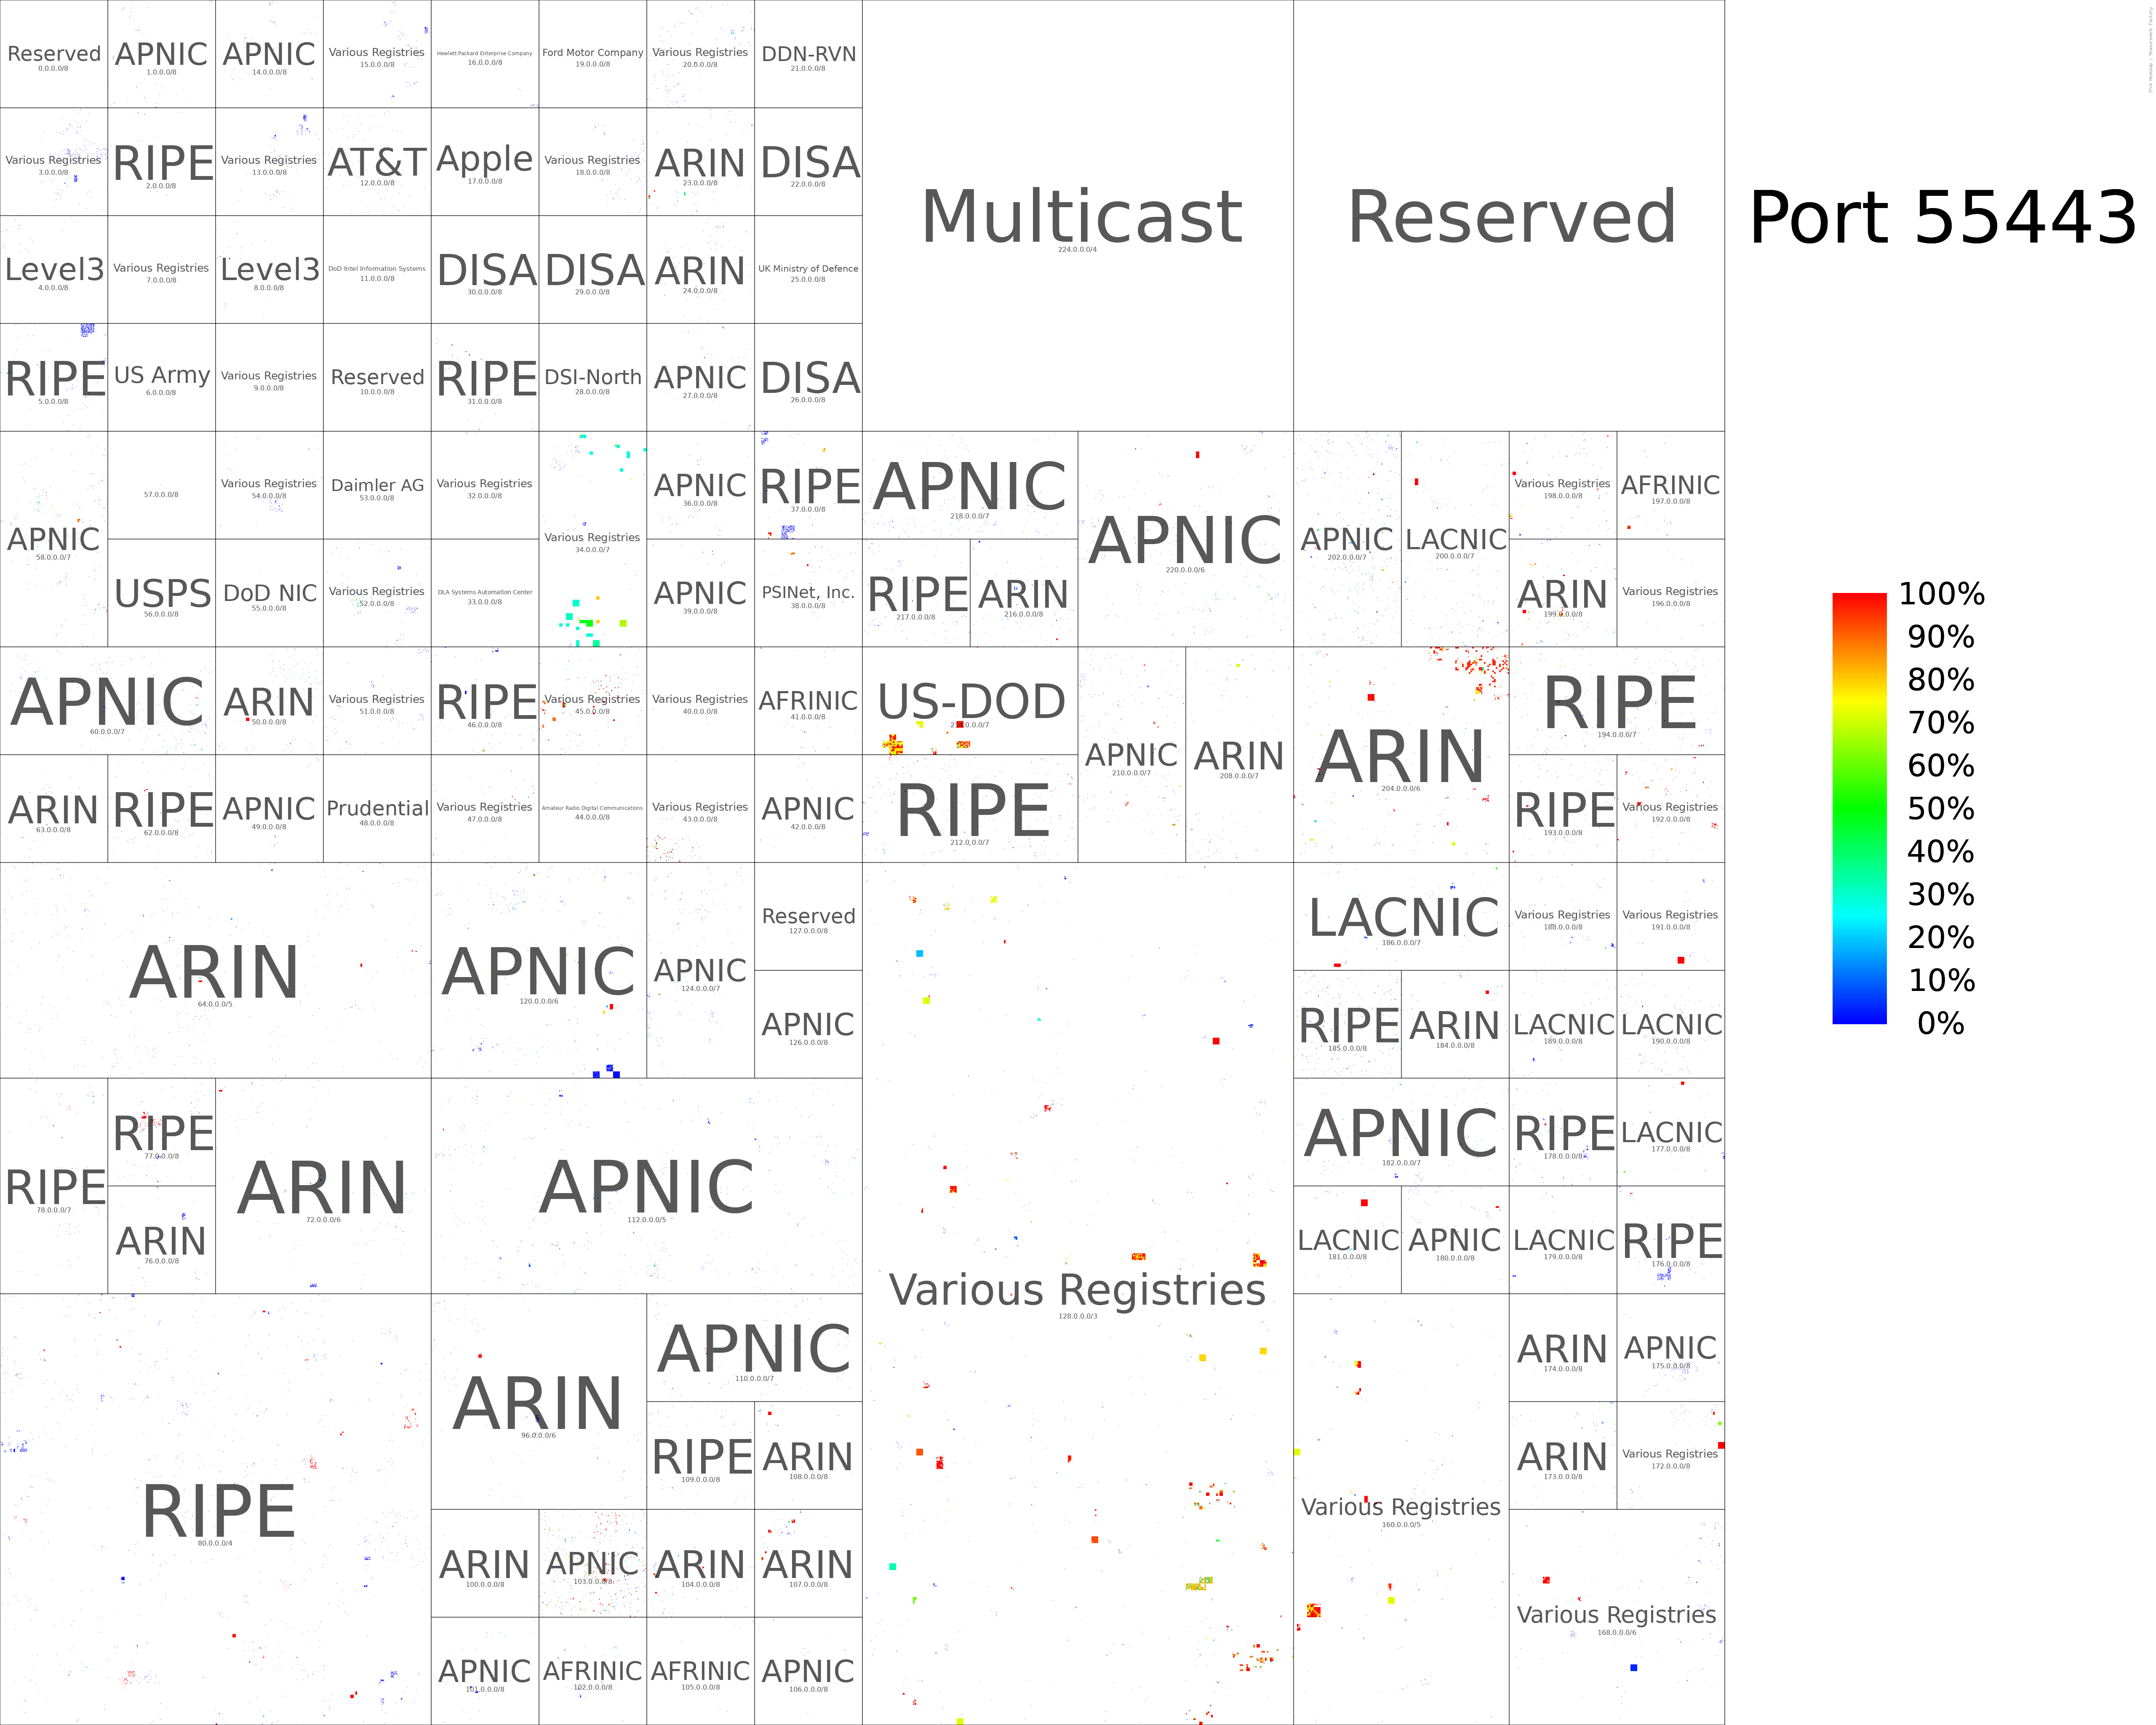 Reserved
0.0.0.0/8
APNIC
1.0.0.0/8
APNIC
14.0.0.0/8
Various Registries
15.0.0.0/8
Hewlett Packard Enterprise Company
16.0.0.0/8
Ford Motor Company
19.0.0.0/8
Various Registries
20.0.0.0/8
DDN-RVN
21.0.0.0/8
Various Registries
3.0.0.0/8
RIPE
2.0.0.0/8
Various Registries
13.0.0.0/8
AT&T
12.0.0.0/8
Apple
17.0.0.0/8
Various Registries
18.0.0.0/8
ARIN
23.0.0.0/8
DISA
22.0.0.0/8
Multicast
224.0.0.0/4
Reserved
Port 55443
Level3
4.0.0.0/8
Various Registries
7.0.0.0/8
Level3
8.0.0.0/8
DoD Intel Information Systems
11.0.0.0/8
DISA
30.0.0.0/8
DISA
29.0.0.0/8
ARIN
24.0.0.0/8
UK Ministry of Defence
25.0.0.0/8
RIPE
5.0.0.0/8
US Army
6.0.0.0/8
Various Registries
9.0.0.0/8
Reserved
10.0.0.0/8
RIPE
31.0.0.0/8
DSI-North
28.0.0.0/8
APNIC
27.0.0.0/8
DISA
26.0.0.0/8
APNIC
58.0.0.0/7
57.0.0.0/8
Various Registries
54.0.0.0/8
Daimler AG
53.0.0.0/8
Various Registries
32.0.0.0/8
Various Registries
34.0.0.0/7
APNIC
36.0.0.0/8
RIPE
37.0.0.0/8
APNIC
218.0.0.0/7
APNIC
220.0.0.0/6
APNIC
202.0.0.0/7
LACNIC
200.0.0.0/7
Various Registries
198.0.0.0/8
AFRINIC
197.0.0.0/8
USPS
56.0.0.0/8
DoD NIC
55.0.0.0/8
Various Registries
52.0.0.0/8
DLA Systems Automation Center
33.0.0.0/8
APNIC
39.0.0.0/8
PSINet, Inc.
38.0.0.0/8
RIPE
217.0.0.0/8
ARIN
216.0.0.0/8
ARIN
199.0.0.0/8
Various Registries
196.0.0.0/8
100%
90%
80%
70%
60%
50%
40%
30%
20%
10%
0%
APNIC
60.0.0.0/7
ARIN
50.0.0.0/8
Various Registries
51.0.0.0/8
RIPE
46.0.0.0/8
Various Registries
45.0.0.0/8
Various Registries
40.0.0.0/8
AFRINIC
41.0.0.0/8
US-DOD
APNIC
210.0.0.0/7
ARIN
208.0.0.0/7
ARIN
204.0.0.0/6
RIPE
194.0.0.0/7
ARIN
63.0.0.0/8
RIPE
62.0.0.0/8
APNIC
49.0.0.0/8
Prudential
48.0.0.0/8
Various Registries
47.0.0.0/8
Amateur Radio Digital Communications
44.0.0.0/8
Various Registries
43.0.0.0/8
APNIC
42.0.0.0/8
RIPE
212.0.0.0/7
RIPE
193.0.0.0/8
Various Registries
192.0.0.0/8
ARIN
64.0.0.0/5
APNIC
120.0.0.0/6
APNIC
124.0.0.0/7
Reserved
127.0.0.0/8
APNIC
126.0.0.0/8
Various Registries
128.0.0.0/3
LACNIC
186.0.0.0/7
Various Registries
188.0.0.0/8
Various Registries
191.0.0.0/8
RIPE
185.0.0.0/8
ARIN
184.0.0.0/8
LACNIC
189.0.0.0/8
LACNIC
190.0.0.0/8
RIPE
78.0.0.0/7
RIPE
77.0.0.0/8
ARIN
76.0.0.0/8
ARIN
72.0.0.0/6
APNIC
112.0.0.0/5
APNIC
182.0.0.0/7
RIPE
178.0.0.0/8
LACNIC
177.0.0.0/8
LACNIC
181.0.0.0/8
APNIC
180.0.0.0/8
LACNIC
179.0.0.0/8
RIPE
176.0.0.0/8
RIPE
80.0.0.0/4
ARIN
96.0.0.0/6
APNIC
110.0.0.0/7
RIPE
109.0.0.0/8
ARIN
108.0.0.0/8
Various Registries
160.0.0.0/5
ARIN
174.0.0.0/8
APNIC
175.0.0.0/8
ARIN
173.0.0.0/8
Various Registries
172.0.0.0/8
ARIN
100.0.0.0/8
APNIC
103.0.0.0/8
ARIN
104.0.0.0/8
ARIN
107.0.0.0/8
APNIC
101.0.0.0/8
AFRINIC
102.0.0.0/8
AFRINIC
105.0.0.0/8
APNIC
106.0.0.0/8
Various Registries
168.0.0.0/6